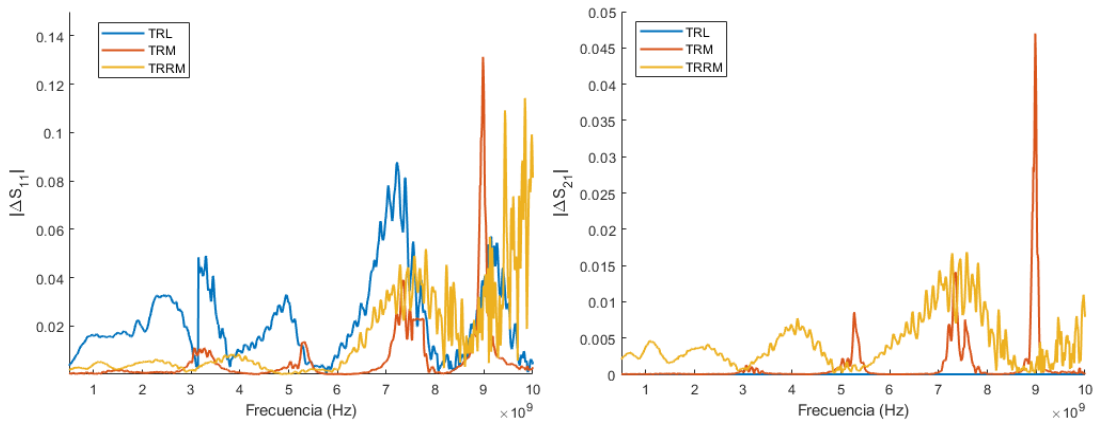 0.14
0.12
0.1
0.08
0.06
0.04
0.02
|ΔS11|
TRL
TRM
TRRM
1 2 3 4 5 6 7 8 9 10
Frecuencia (Hz)
×10^9
0.05
0.045
0.04
0.035
0.03
0.025
0.02
0.015
0.01
0.005
0
|ΔS21|
TRL
TRM
TRRM
1 2 3 4 5 6 7 8 9 10
Frecuencia (Hz)
×10^9